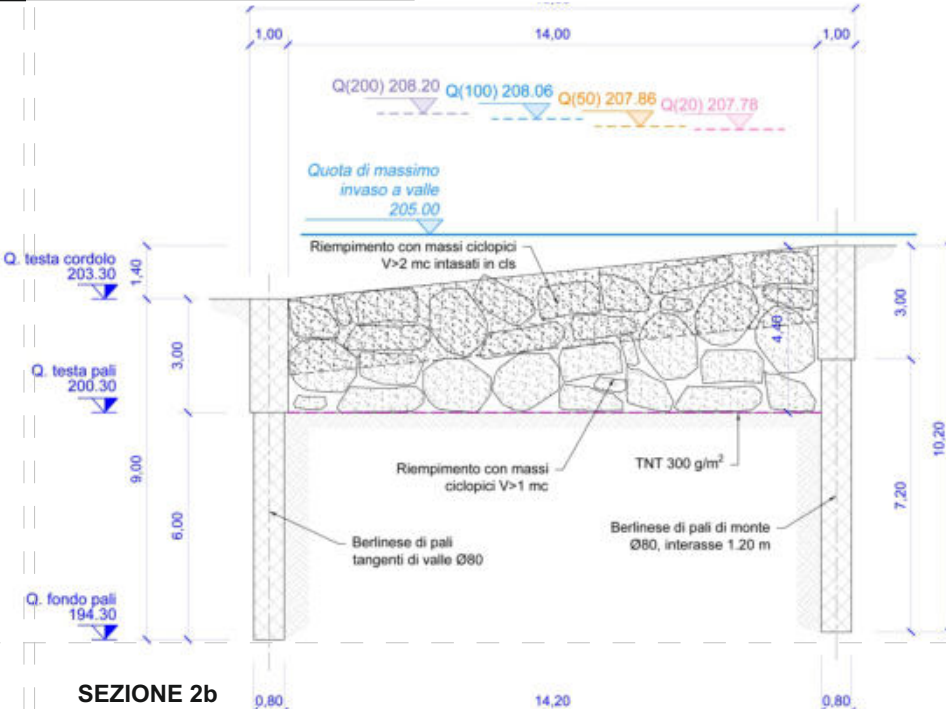 1,00
14,00
1,00
Q(200) 208.20
Q(100) 208.06
Q(50) 207.86
Q(20) 207.78
Quota di massimo
invaso a valle
205.00
Riempimento con massi ciclopici
V>2 mc intasati in cls
Q. testa cordolo
203.30
1,40
3,00
4.40
3,00
Q. testa pali
200.30
9,00
6,00
10,20
7,20
Riempimento con massi
ciclopici V>1 mc
TNT 300 g/m²
Berlinese di pali
tangenti di valle Ø80
Berlinese di pali di monte
Ø80, interasse 1.20 m
Q. fondo pali
194.30
SEZIONE 2b
0,80
14,20
0,80